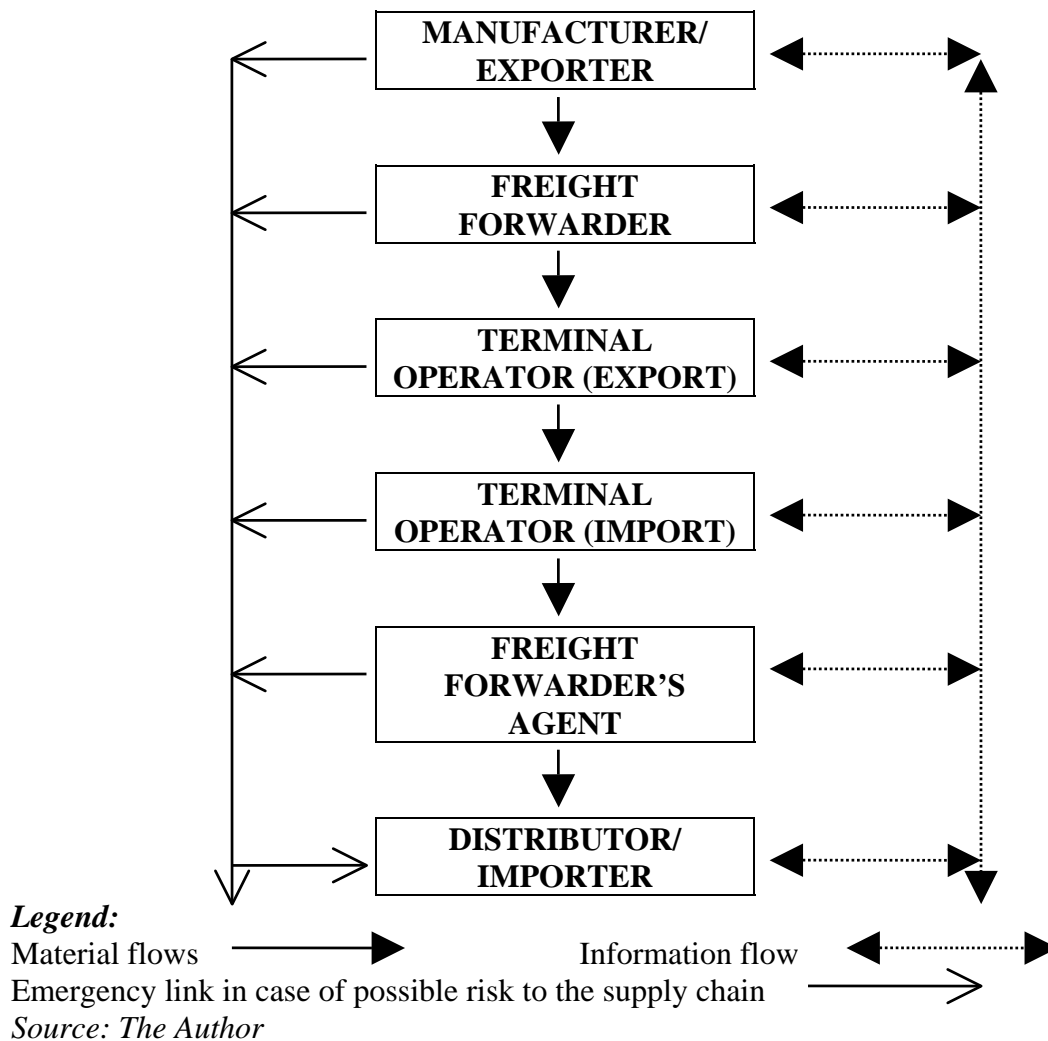 MANUFACTURER/
EXPORTER
FREIGHT
FORWARDER
TERMINAL
OPERATOR (EXPORT)
TERMINAL
OPERATOR (IMPORT)
FREIGHT
FORWARDER’S
AGENT
DISTRIBUTOR/
IMPORTER
Legend:
Material flows Information flow
Emergency link in case of possible risk to the supply chain
Source: The Author